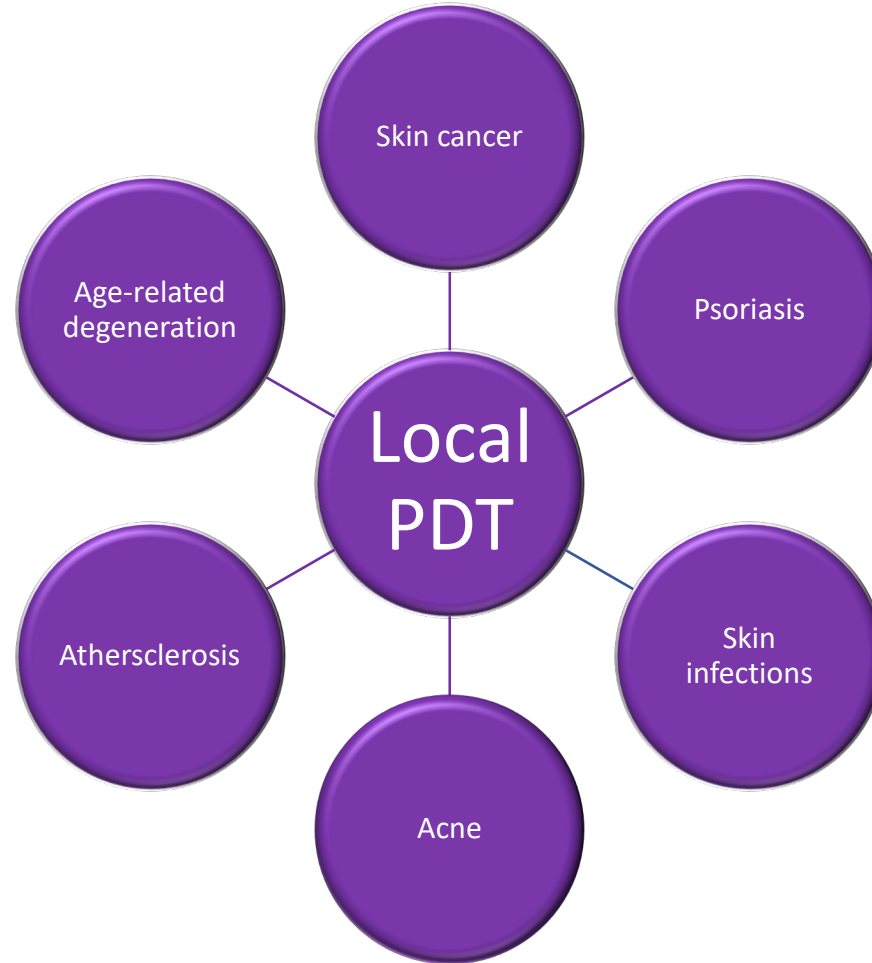 Skin cancer
Age-related
degeneration
Psoriasis
Local
PDT
Athersclerosis
Skin
infections
Acne